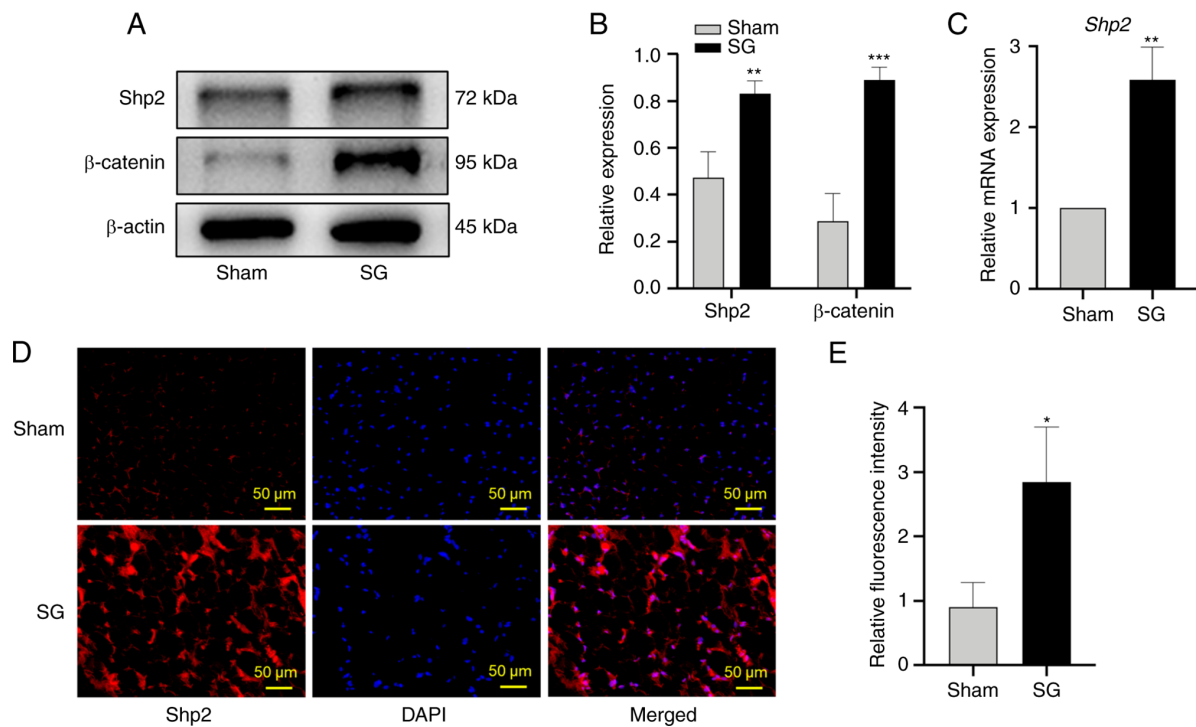 A
Shp2
72 kDa
β-catenin
95 kDa
β-actin
45 kDa
Sham
SG
B
Sham
SG
Relative expression
1.0
0.8
0.6
0.4
0.2
0.0
**
***
Shp2
β-catenin
C
Shp2
Relative mRNA expression
3
2
1
0
**
Sham
SG
D
Sham
50 µm
50 µm
50 µm
SG
50 µm
50 µm
50 µm
Shp2
DAPI
Merged
E
Relative fluorescence intensity
4
3
2
1
0
*
Sham
SG